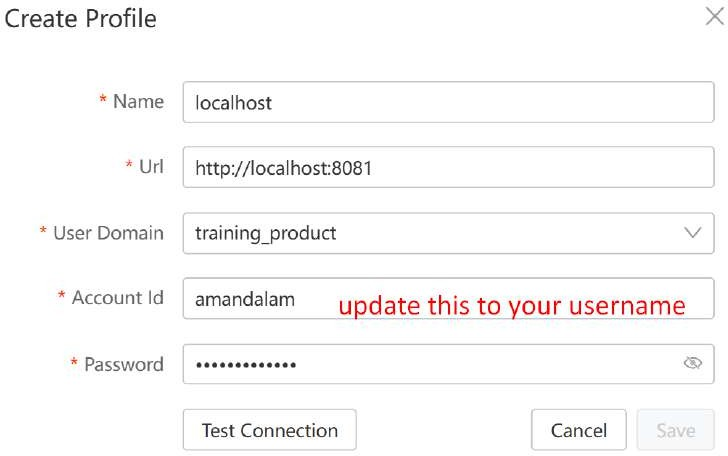 Create Profile
* Name localhost
* Url http://localhost:8081
* User Domain training_product
* Account Id amandalam update this to your username
* Password •••••••••••••
Test Connection Cancel Save